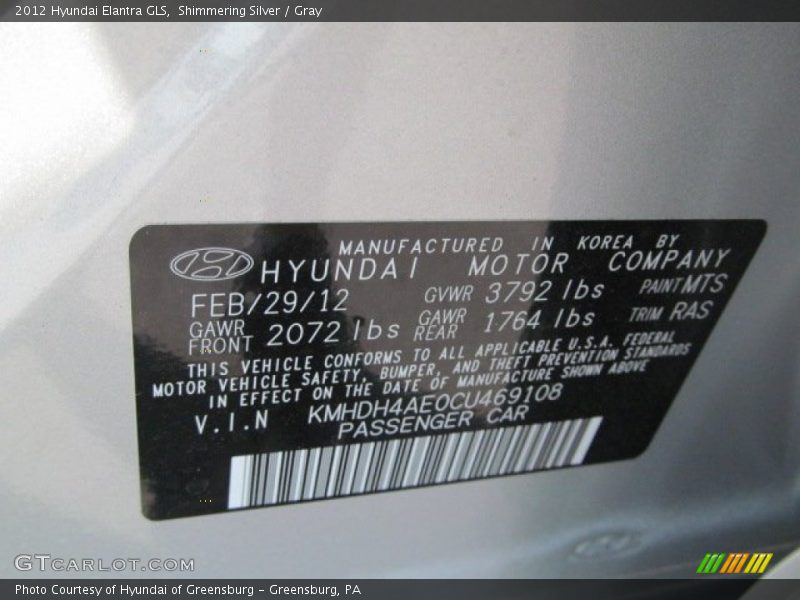 2012 Hyundai Elantra GLS, Shimmering Silver / Gray
MANUFACTURED IN KOREA BY
HYUNDAI MOTOR COMPANY
FEB/29/12 GVWR 3792 lbs PAINT MTS
GAWR FRONT 2072 lbs GAWR REAR 1764 lbs TRIM RAS
THIS VEHICLE CONFORMS TO ALL APPLICABLE U.S.A. FEDERAL
MOTOR VEHICLE SAFETY, BUMPER, AND THEFT PREVENTION STANDARDS
IN EFFECT ON THE DATE OF MANUFACTURE SHOWN ABOVE
V.I.N KMHDH4AE0CU469108
PASSENGER CAR
GTCARLOT.COM
Photo Courtesy of Hyundai of Greensburg - Greensburg, PA